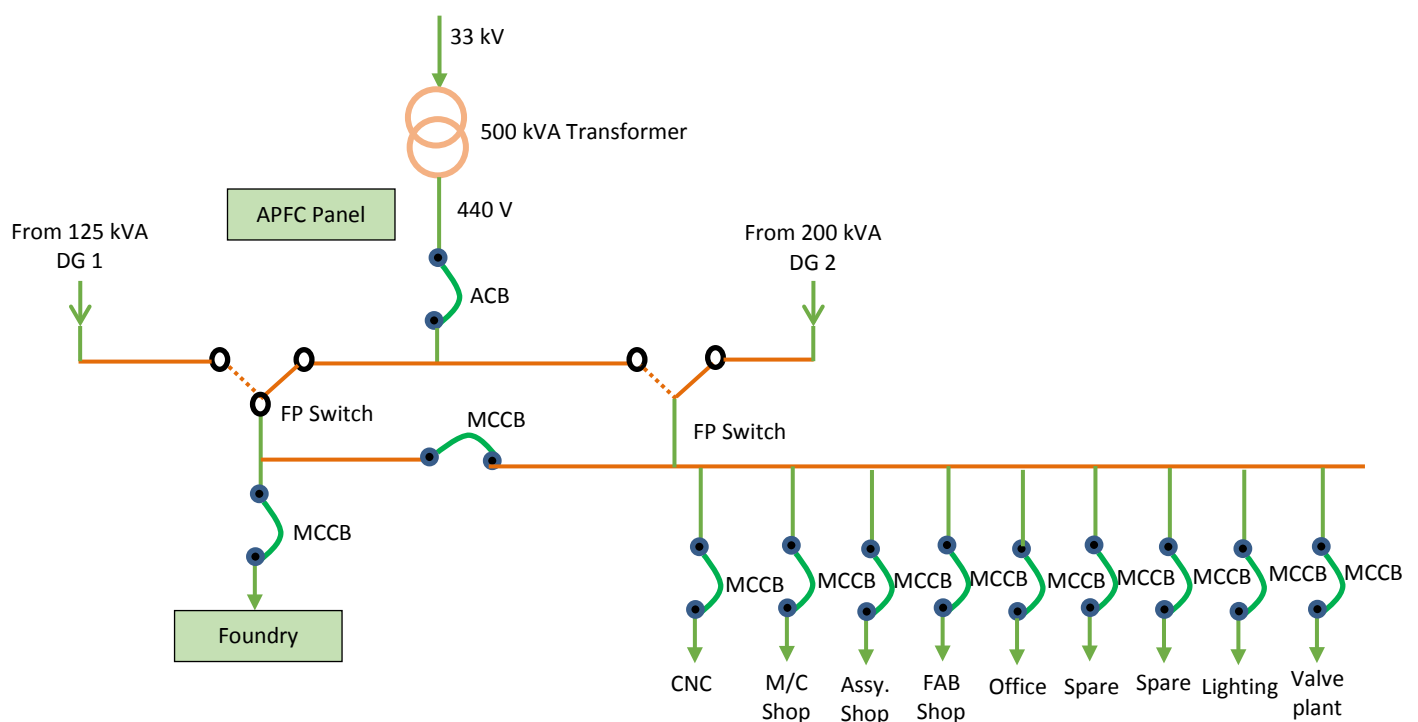 33 kV
500 kVA Transformer
APFC Panel
440 V
From 125 kVA
DG 1
From 200 kVA
DG 2
ACB
FP Switch
MCCB
FP Switch
MCCB
MCCB
MCCB
MCCB
MCCB
MCCB
MCCB
MCCB
MCCB
MCCB
Foundry
CNC
M/C
Shop
Assy.
Shop
FAB
Shop
Office
Spare
Spare
Lighting
Valve
plant